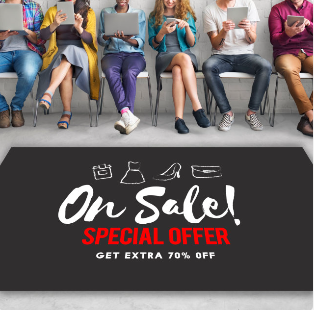 On Sale!
SPECIAL OFFER
GET EXTRA 70% OFF